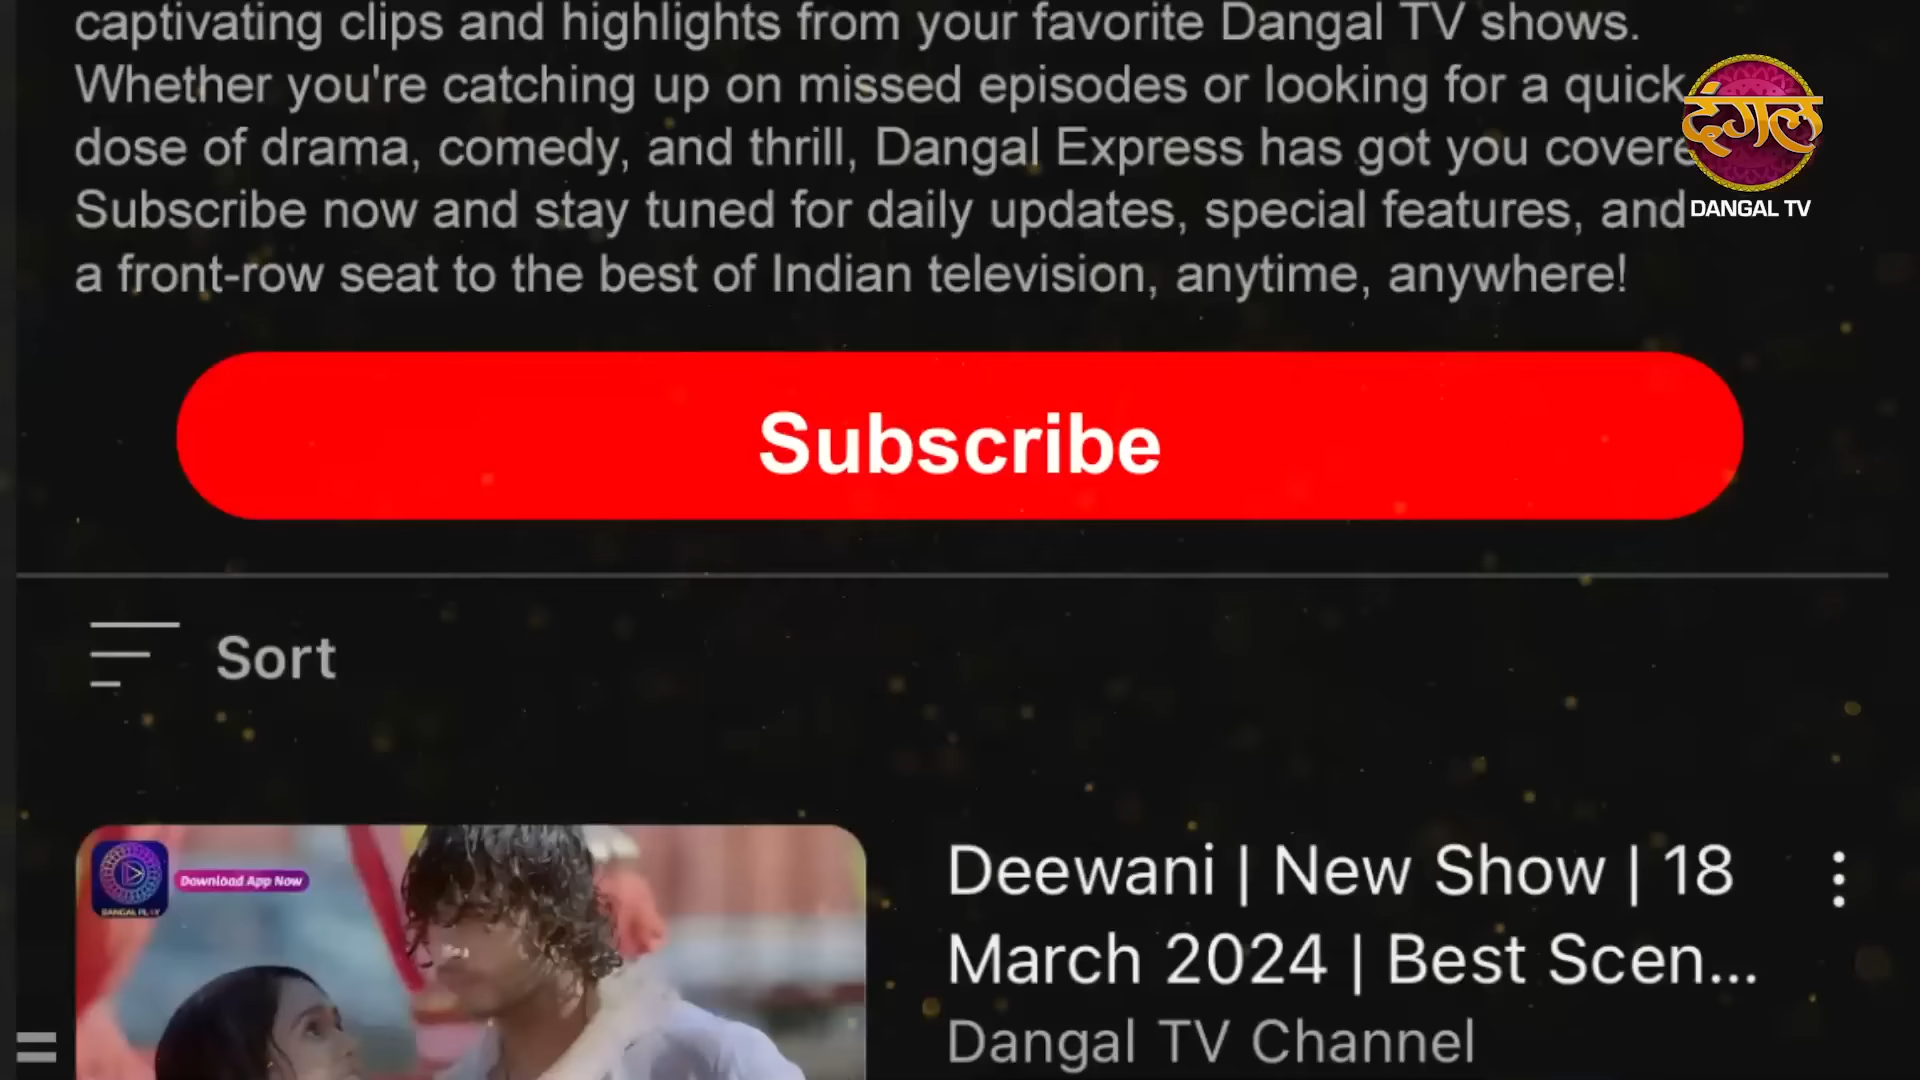 captivating clips and highlights from your favorite Dangal TV shows.
Whether you're catching up on missed episodes or looking for a quick
dose of drama, comedy, and thrill, Dangal Express has got you covere
Subscribe now and stay tuned for daily updates, special features, and
a front-row seat to the best of Indian television, anytime, anywhere!
दंगल
DANGAL TV
Subscribe
Sort
Download App Now
DANGAL PLAY
Deewani | New Show | 18
March 2024 | Best Scen...
Dangal TV Channel